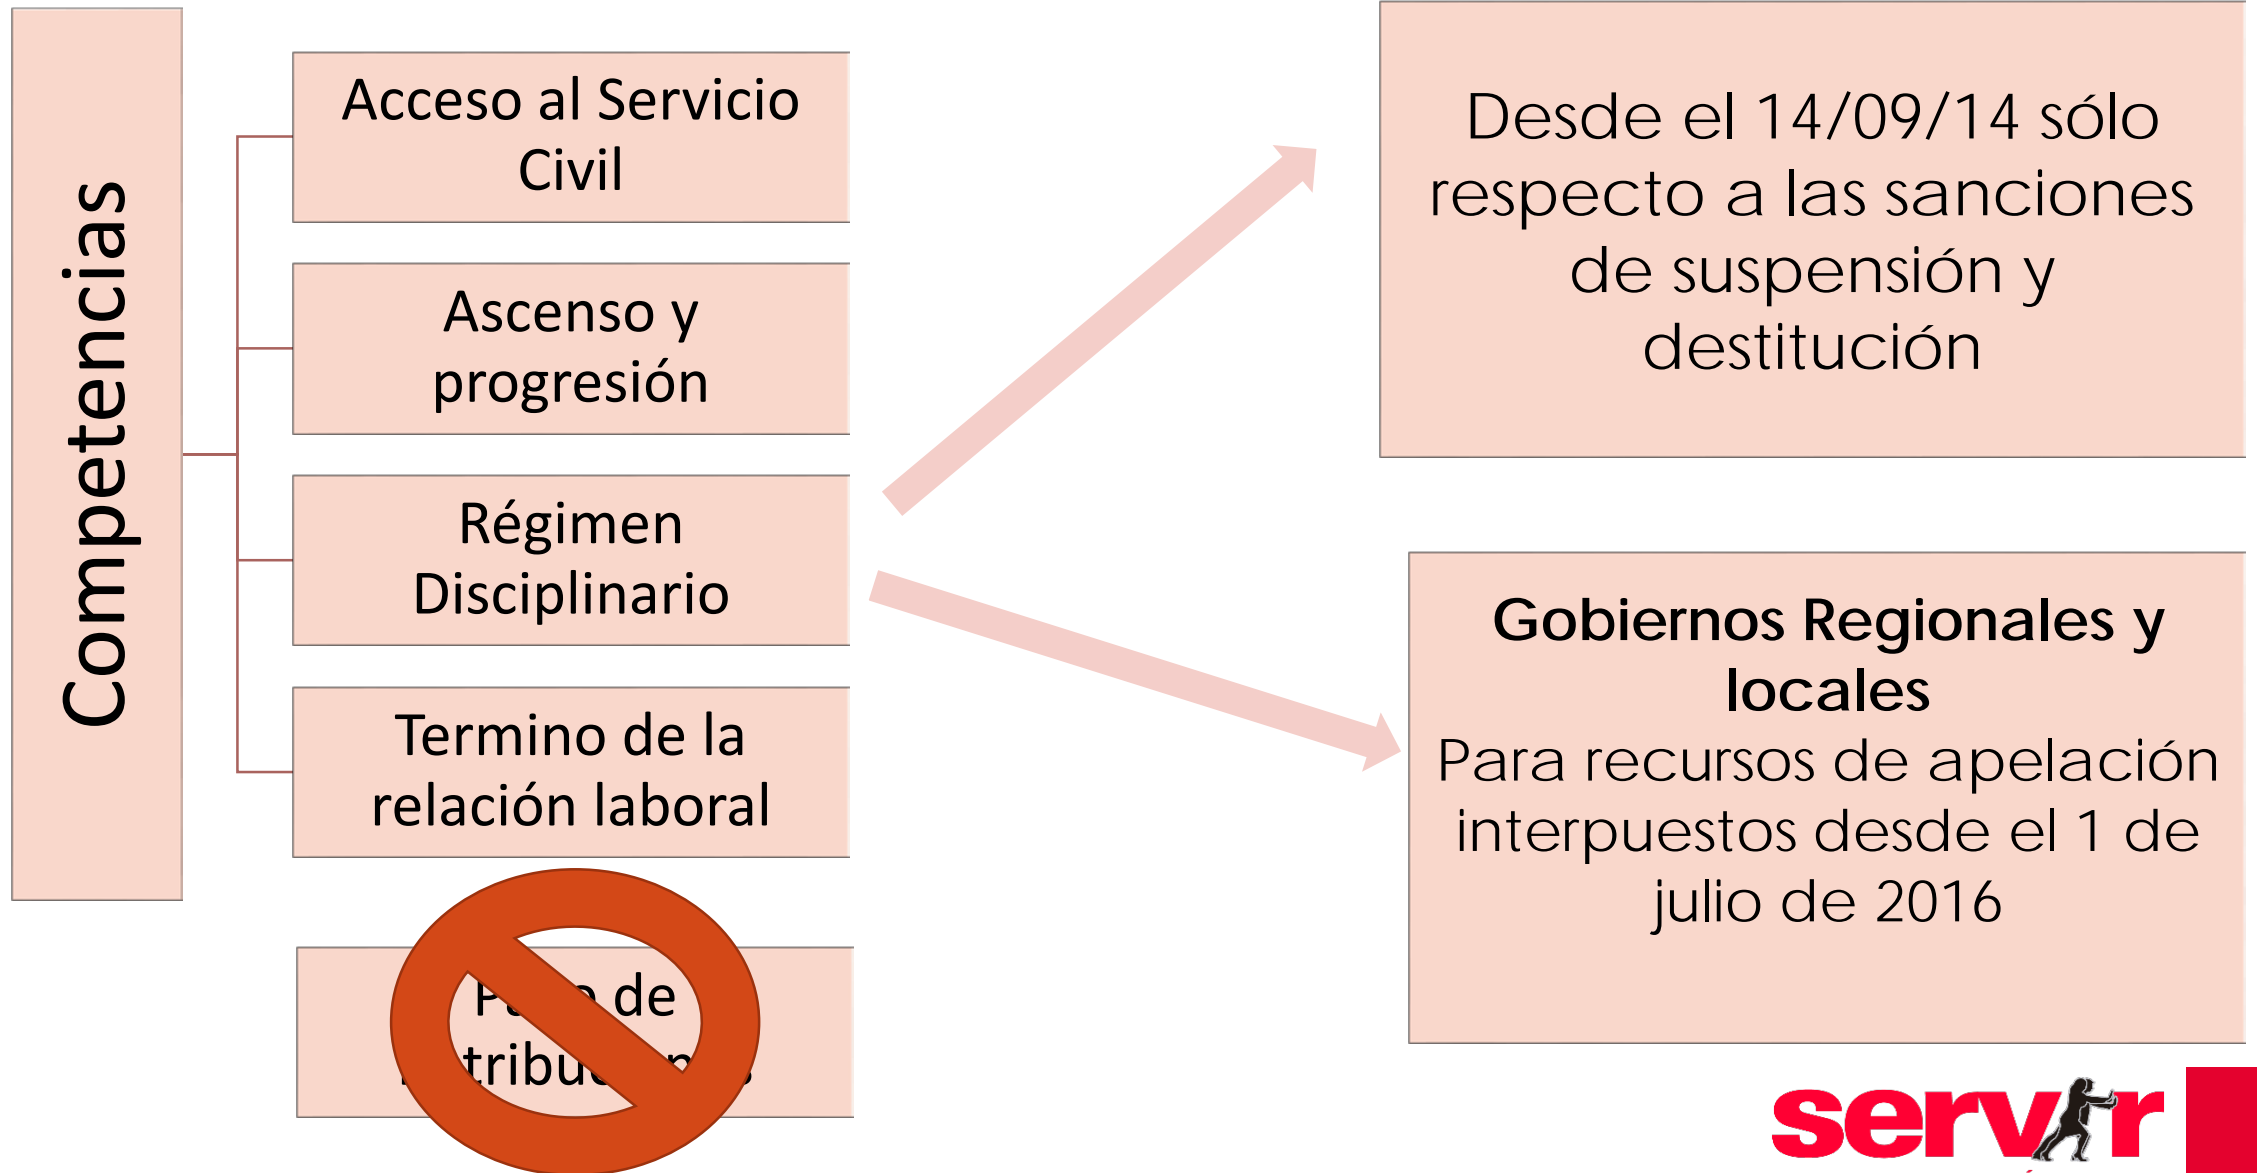 Competencias
Acceso al Servicio
Civil
Ascenso y
progresión
Régimen
Disciplinario
Termino de la
relación laboral
de
Desde el 14/09/14 sólo
respecto a las sanciones
de suspensión y
destitución
Gobiernos Regionales y
locales
Para recursos de apelación
interpuestos desde el 1 de
julio de 2016
servir